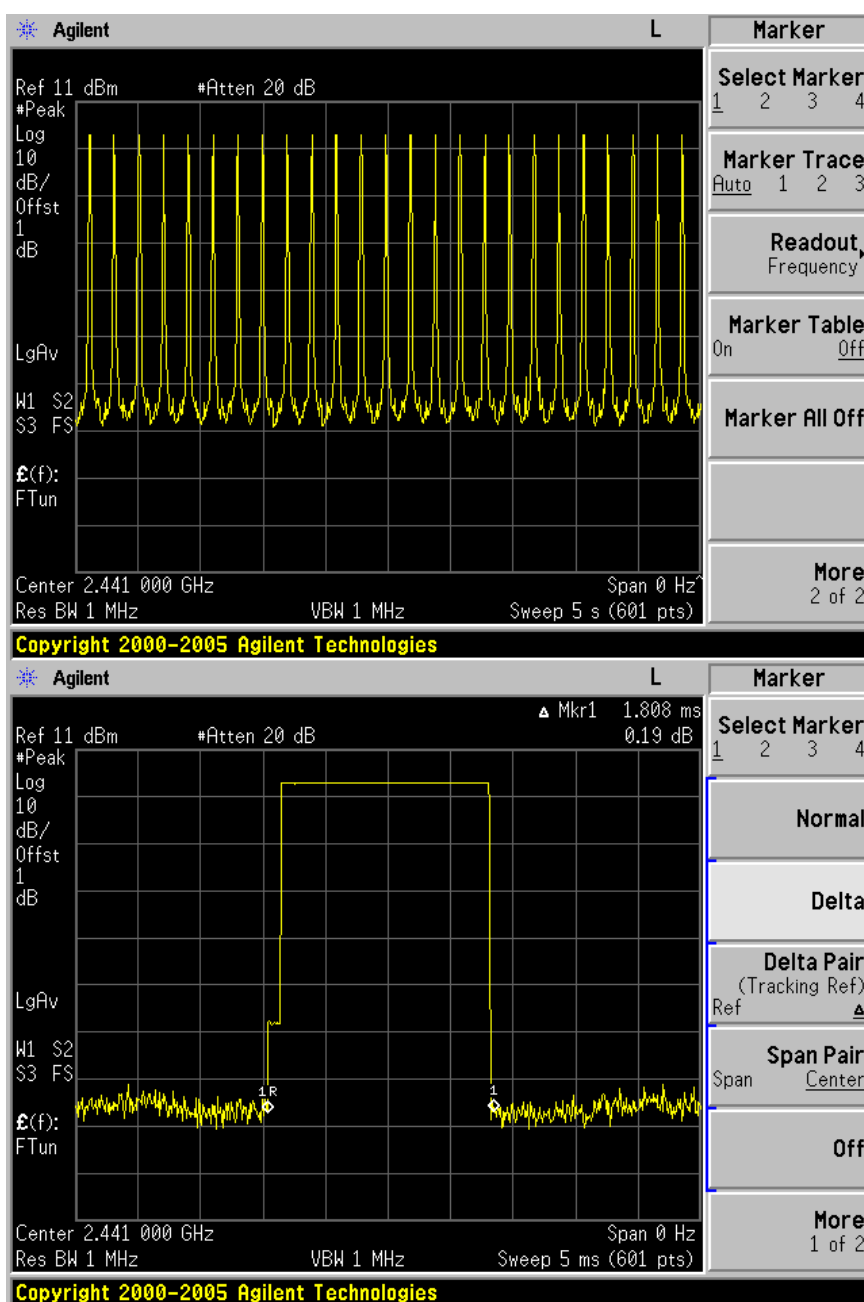 Agilent L Marker
Ref 11 dBm #Atten 20 dB
#Peak
Log
10
dB/
Offst
1
dB
LgAv
W1 S2
S3 FS
£(f):
FTun
Center 2.441 000 GHz Span 0 Hz^
Res BW 1 MHz VBW 1 MHz Sweep 5 s (601 pts)
Select Marker
1 2 3 4
Marker Trace
Auto 1 2 3
Readout
Frequency
Marker Table
On Off
Marker All Off
More
2 of 2
Copyright 2000-2005 Agilent Technologies
Agilent L Marker
Δ Mkr1 1.808 ms
Ref 11 dBm #Atten 20 dB 0.19 dB
#Peak
Log
10
dB/
Offst
1
dB
LgAv
W1 S2
S3 FS
£(f):
FTun
1R
1
Center 2.441 000 GHz Span 0 Hz
Res BW 1 MHz VBW 1 MHz Sweep 5 ms (601 pts)
Select Marker
1 2 3 4
Normal
Delta
Delta Pair
(Tracking Ref)
Ref Δ
Span Pair
Span Center
Off
More
1 of 2
Copyright 2000-2005 Agilent Technologies